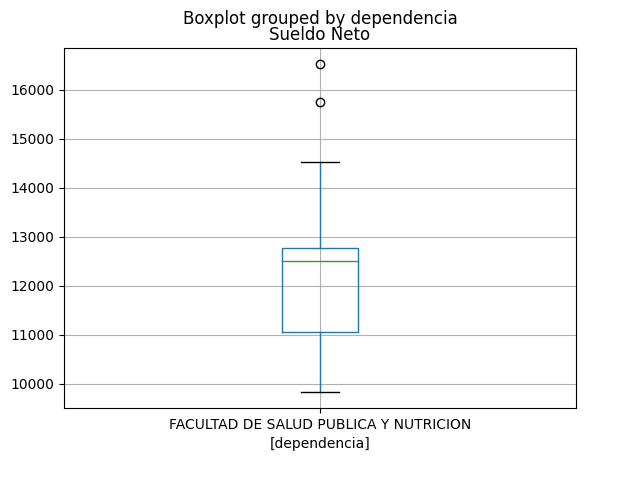 Boxplot grouped by dependencia
Sueldo Neto
16000
15000
14000
13000
12000
11000
10000
FACULTAD DE SALUD PUBLICA Y NUTRICION
[dependencia]